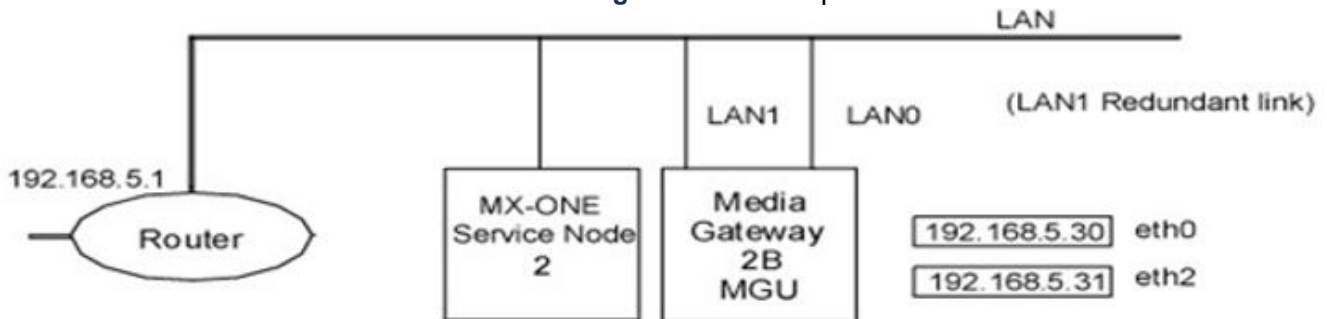 LAN
LAN1
LAN0
(LAN1 Redundant link)
192.168.5.1
Router
MX-ONE
Service Node
2
Media
Gateway
2B
MGU
192.168.5.30
eth0
192.168.5.31
eth2